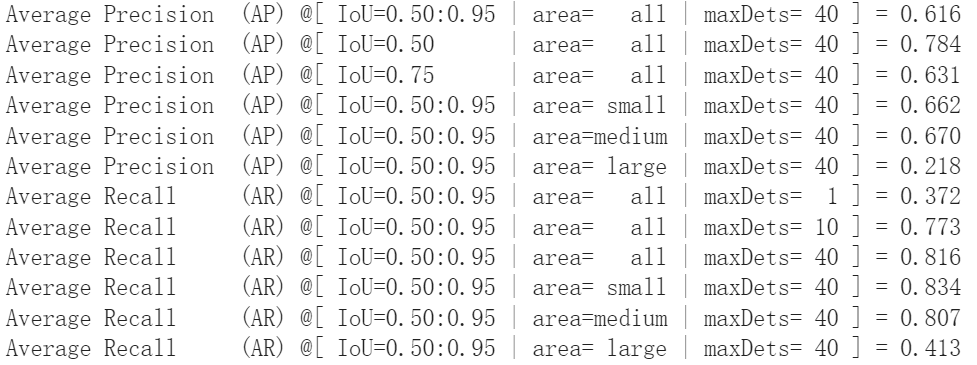 Average Precision  (AP) @[ IoU=0.50:0.95 | area=   all | maxDets= 40 ] = 0.616
Average Precision  (AP) @[ IoU=0.50      | area=   all | maxDets= 40 ] = 0.784
Average Precision  (AP) @[ IoU=0.75      | area=   all | maxDets= 40 ] = 0.631
Average Precision  (AP) @[ IoU=0.50:0.95 | area= small | maxDets= 40 ] = 0.662
Average Precision  (AP) @[ IoU=0.50:0.95 | area=medium | maxDets= 40 ] = 0.670
Average Precision  (AP) @[ IoU=0.50:0.95 | area= large | maxDets= 40 ] = 0.218
Average Recall     (AR) @[ IoU=0.50:0.95 | area=   all | maxDets=  1 ] = 0.372
Average Recall     (AR) @[ IoU=0.50:0.95 | area=   all | maxDets= 10 ] = 0.773
Average Recall     (AR) @[ IoU=0.50:0.95 | area=   all | maxDets= 40 ] = 0.816
Average Recall     (AR) @[ IoU=0.50:0.95 | area= small | maxDets= 40 ] = 0.834
Average Recall     (AR) @[ IoU=0.50:0.95 | area=medium | maxDets= 40 ] = 0.807
Average Recall     (AR) @[ IoU=0.50:0.95 | area= large | maxDets= 40 ] = 0.413